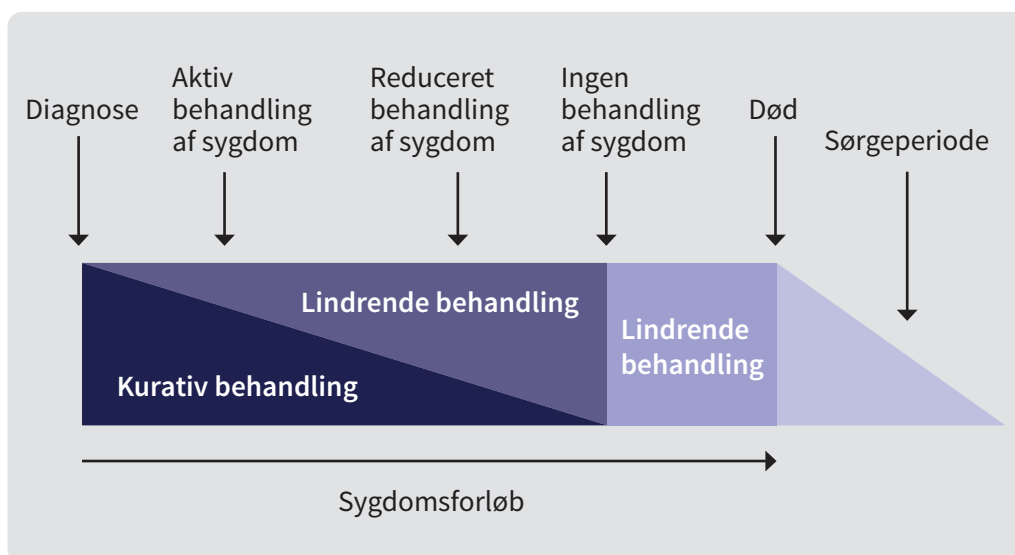 Diagnose
Aktiv
behandling
af sygdom
Reduceret
behandling
af sygdom
Ingen
behandling
af sygdom
Død
Sørgeperiode
Lindrende behandling
Kurativ behandling
Lindrende
behandling
Sygdomsforløb